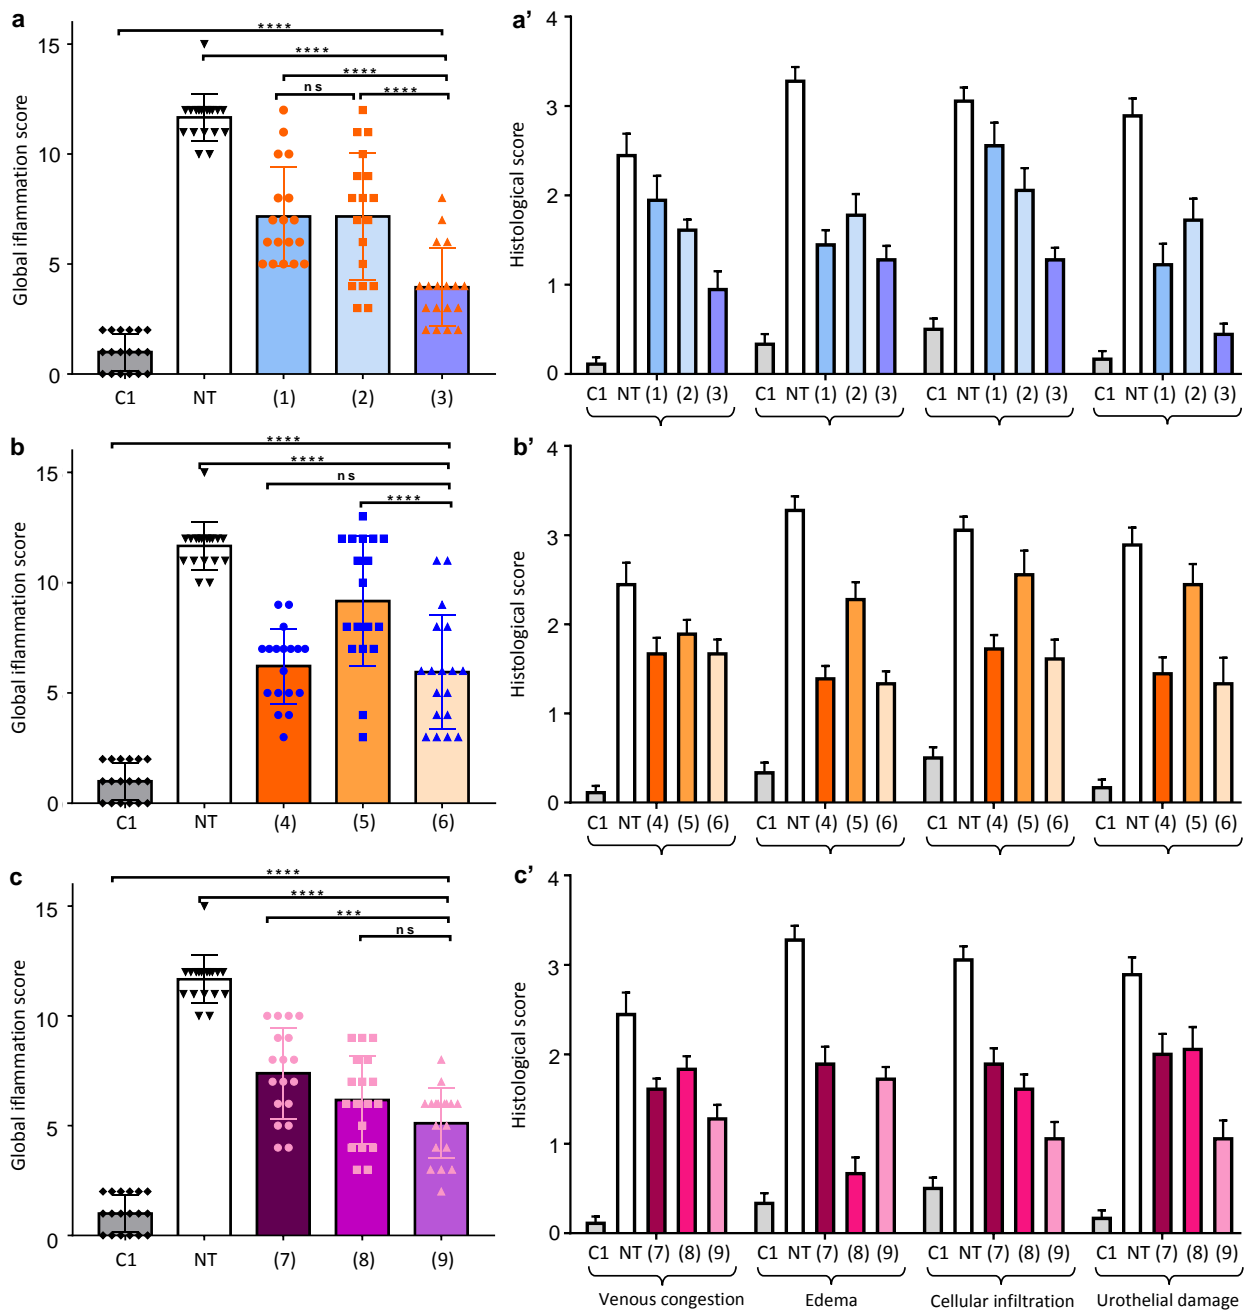 a
Global iflammation score
15
10
5
0
****
****
****
ns
****
C1 NT (1) (2) (3)
a’
Histological score
4
3
2
1
0
C1 NT (1) (2) (3) C1 NT (1) (2) (3) C1 NT (1) (2) (3) C1 NT (1) (2) (3)
b
Global iflammation score
15
10
5
0
****
****
ns
****
C1 NT (4) (5) (6)
b’
Histological score
4
3
2
1
0
C1 NT (4) (5) (6) C1 NT (4) (5) (6) C1 NT (4) (5) (6) C1 NT (4) (5) (6)
c
Global iflammation score
15
10
5
0
****
****
***
ns
C1 NT (7) (8) (9)
c’
Histological score
4
3
2
1
0
C1 NT (7) (8) (9) C1 NT (7) (8) (9) C1 NT (7) (8) (9) C1 NT (7) (8) (9)
Venous congestion Edema Cellular infiltration Urothelial damage